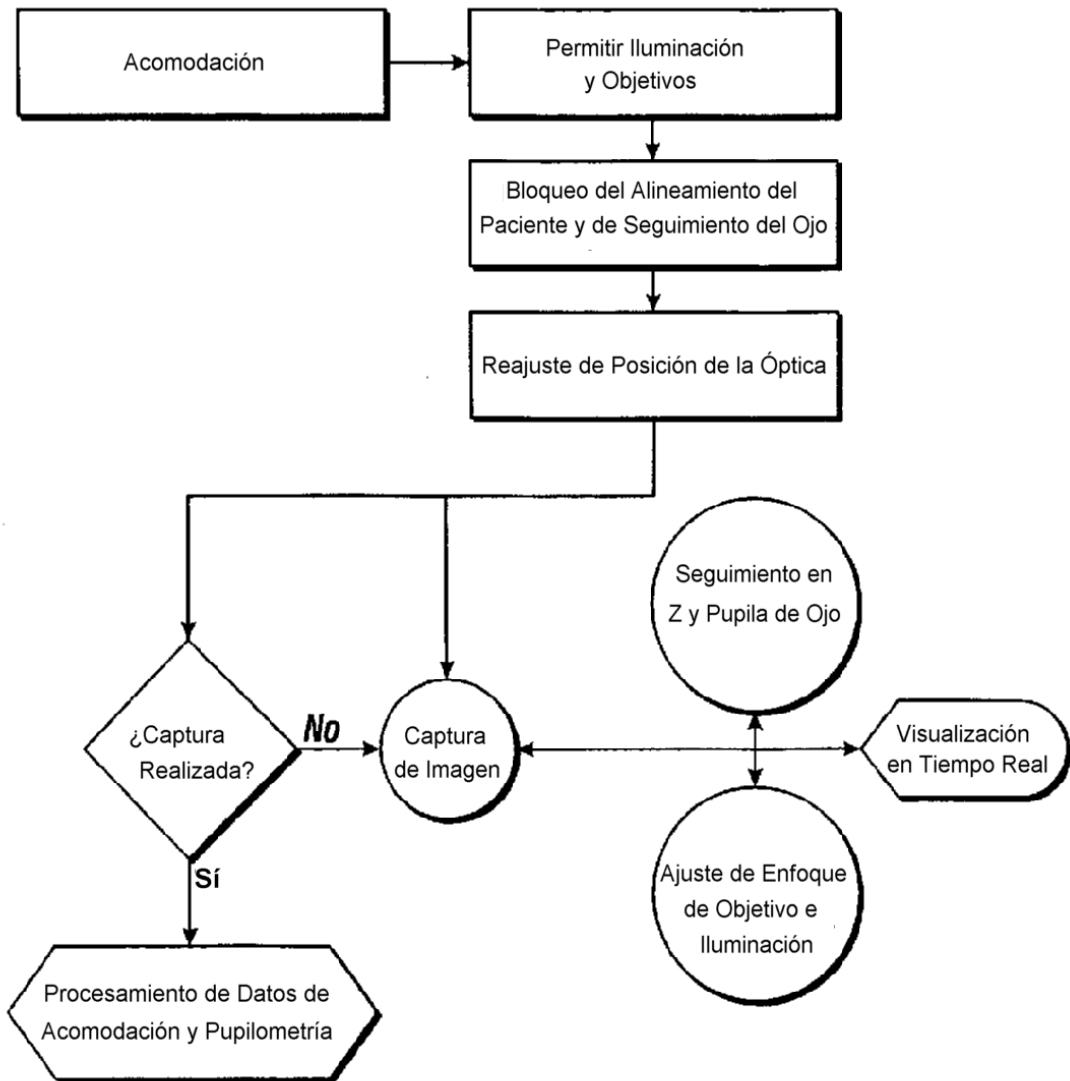 Acomodación
Permitir Iluminación
y Objetivos
Bloqueo del Alineamiento del
Paciente y de Seguimiento del Ojo
Reajuste de Posición de la Óptica
Seguimiento en
Z y Pupila de Ojo
¿Captura
Realizada?
No
Captura
de Imagen
Visualización
en Tiempo Real
Sí
Ajuste de Enfoque
de Objetivo e
Iluminación
Procesamiento de Datos de
Acomodación y Pupilometría